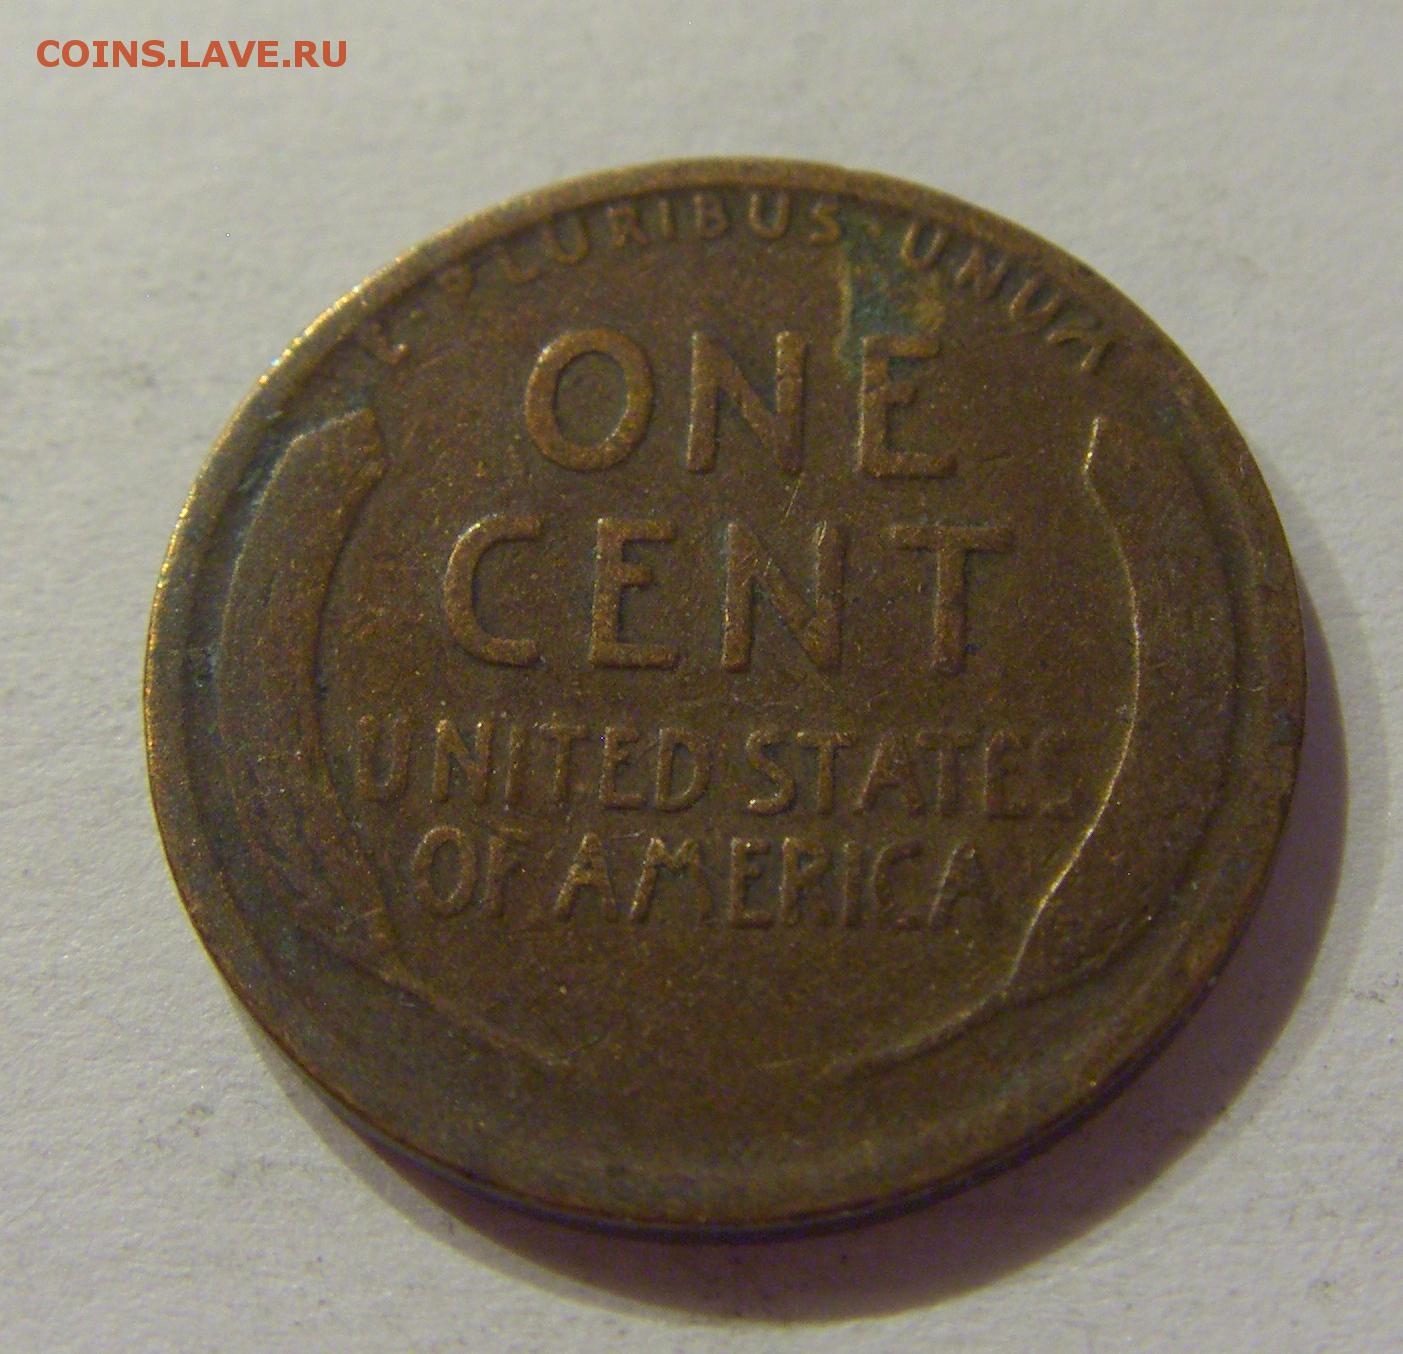 COINS.LAVE.RU
E·PLURIBUS·UNUM
ONE
CENT
UNITED STATES
OF AMERICA